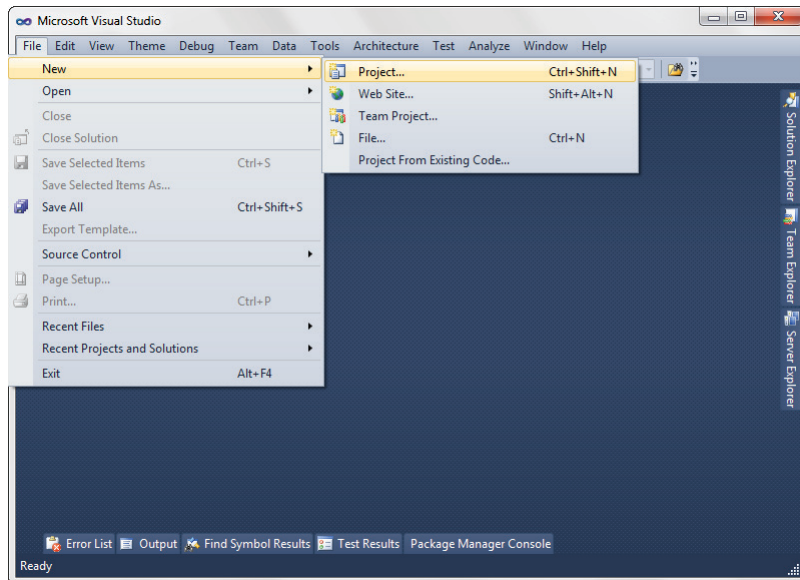 Microsoft Visual Studio
File Edit View Theme Debug Team Data Tools Architecture Test Analyze Window Help
New
Open
Close
Close Solution
Save Selected Items Ctrl+S
Save Selected Items As...
Save All Ctrl+Shift+S
Export Template...
Source Control
Page Setup...
Print... Ctrl+P
Recent Files
Recent Projects and Solutions
Exit Alt+F4
Project... Ctrl+Shift+N
Web Site... Shift+Alt+N
Team Project...
File... Ctrl+N
Project From Existing Code...
Solution Explorer
Team Explorer
Server Explorer
Error List Output Find Symbol Results Test Results Package Manager Console
Ready